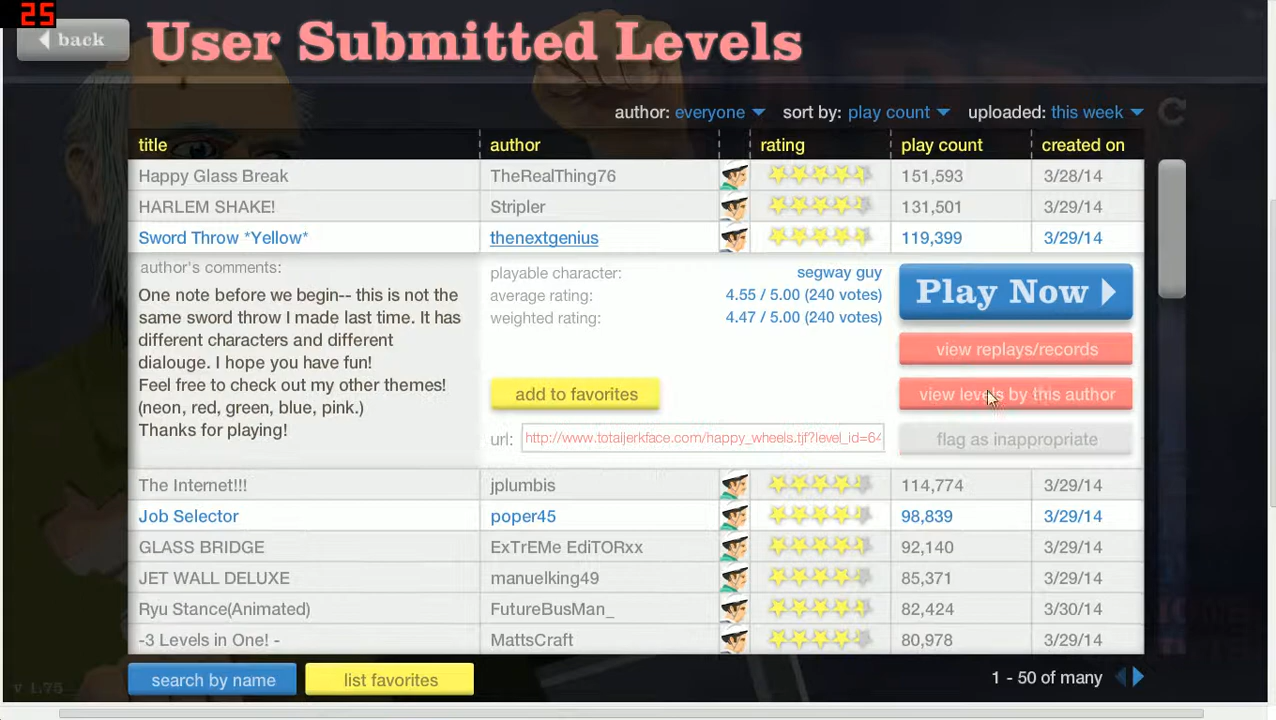 25
back
User Submitted Levels
author: everyone sort by: play count uploaded: this week
title author rating play count created on
Happy Glass Break TheRealThing76 151,593 3/28/14
HARLEM SHAKE! Stripler 131,501 3/29/14
Sword Throw *Yellow* thenextgenius 119,399 3/29/14
author's comments:
One note before we begin-- this is not the
same sword throw I made last time. It has
different characters and different
dialouge. I hope you have fun!
Feel free to check out my other themes!
(neon, red, green, blue, pink.)
Thanks for playing!
playable character: segway guy
average rating: 4.55 / 5.00 (240 votes)
weighted rating: 4.47 / 5.00 (240 votes)
add to favorites
url: http://www.totaljerkface.com/happy_wheels.tjf?level_id=64
Play Now
view replays/records
view levels by this author
flag as inappropriate
The Internet!!! jplumbis 114,774 3/29/14
Job Selector poper45 98,839 3/29/14
GLASS BRIDGE ExTrEMe EdiTORxx 92,140 3/29/14
JET WALL DELUXE manuelking49 85,371 3/29/14
Ryu Stance(Animated) FutureBusMan_ 82,424 3/30/14
-3 Levels in One! - MattsCraft 80,978 3/29/14
search by name list favorites 1 - 50 of many
v 1.75